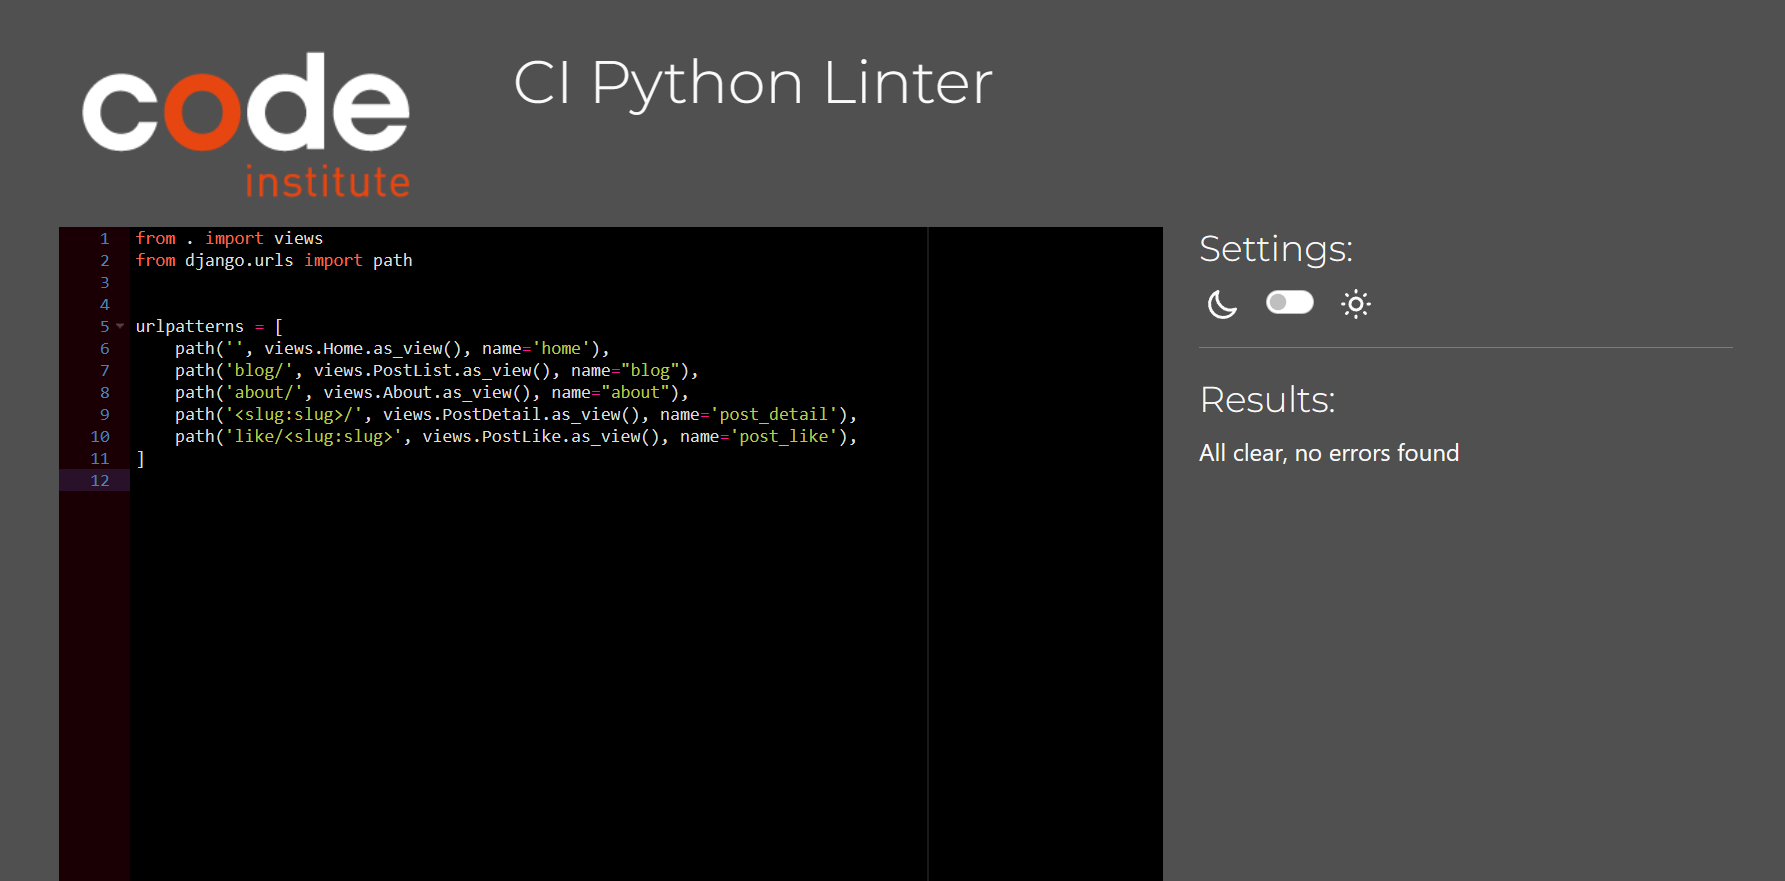 code
institute
CI Python Linter
1 from . import views
2 from django.urls import path
3
4
5 urlpatterns = [
6     path('', views.Home.as_view(), name='home'),
7     path('blog/', views.PostList.as_view(), name="blog"),
8     path('about/', views.About.as_view(), name="about"),
9     path('<slug:slug>/', views.PostDetail.as_view(), name='post_detail'),
10     path('like/<slug:slug>', views.PostLike.as_view(), name='post_like'),
11 ]
12
Settings:
Results:
All clear, no errors found